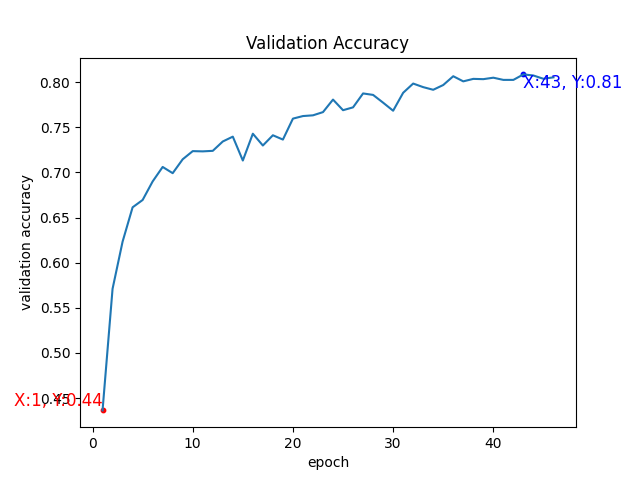 Validation Accuracy
validation accuracy
0.80
0.75
0.70
0.65
0.60
0.55
0.50
0.45
X:43, Y:0.81
X:1, Y:0.44
0
10
20
30
40
epoch